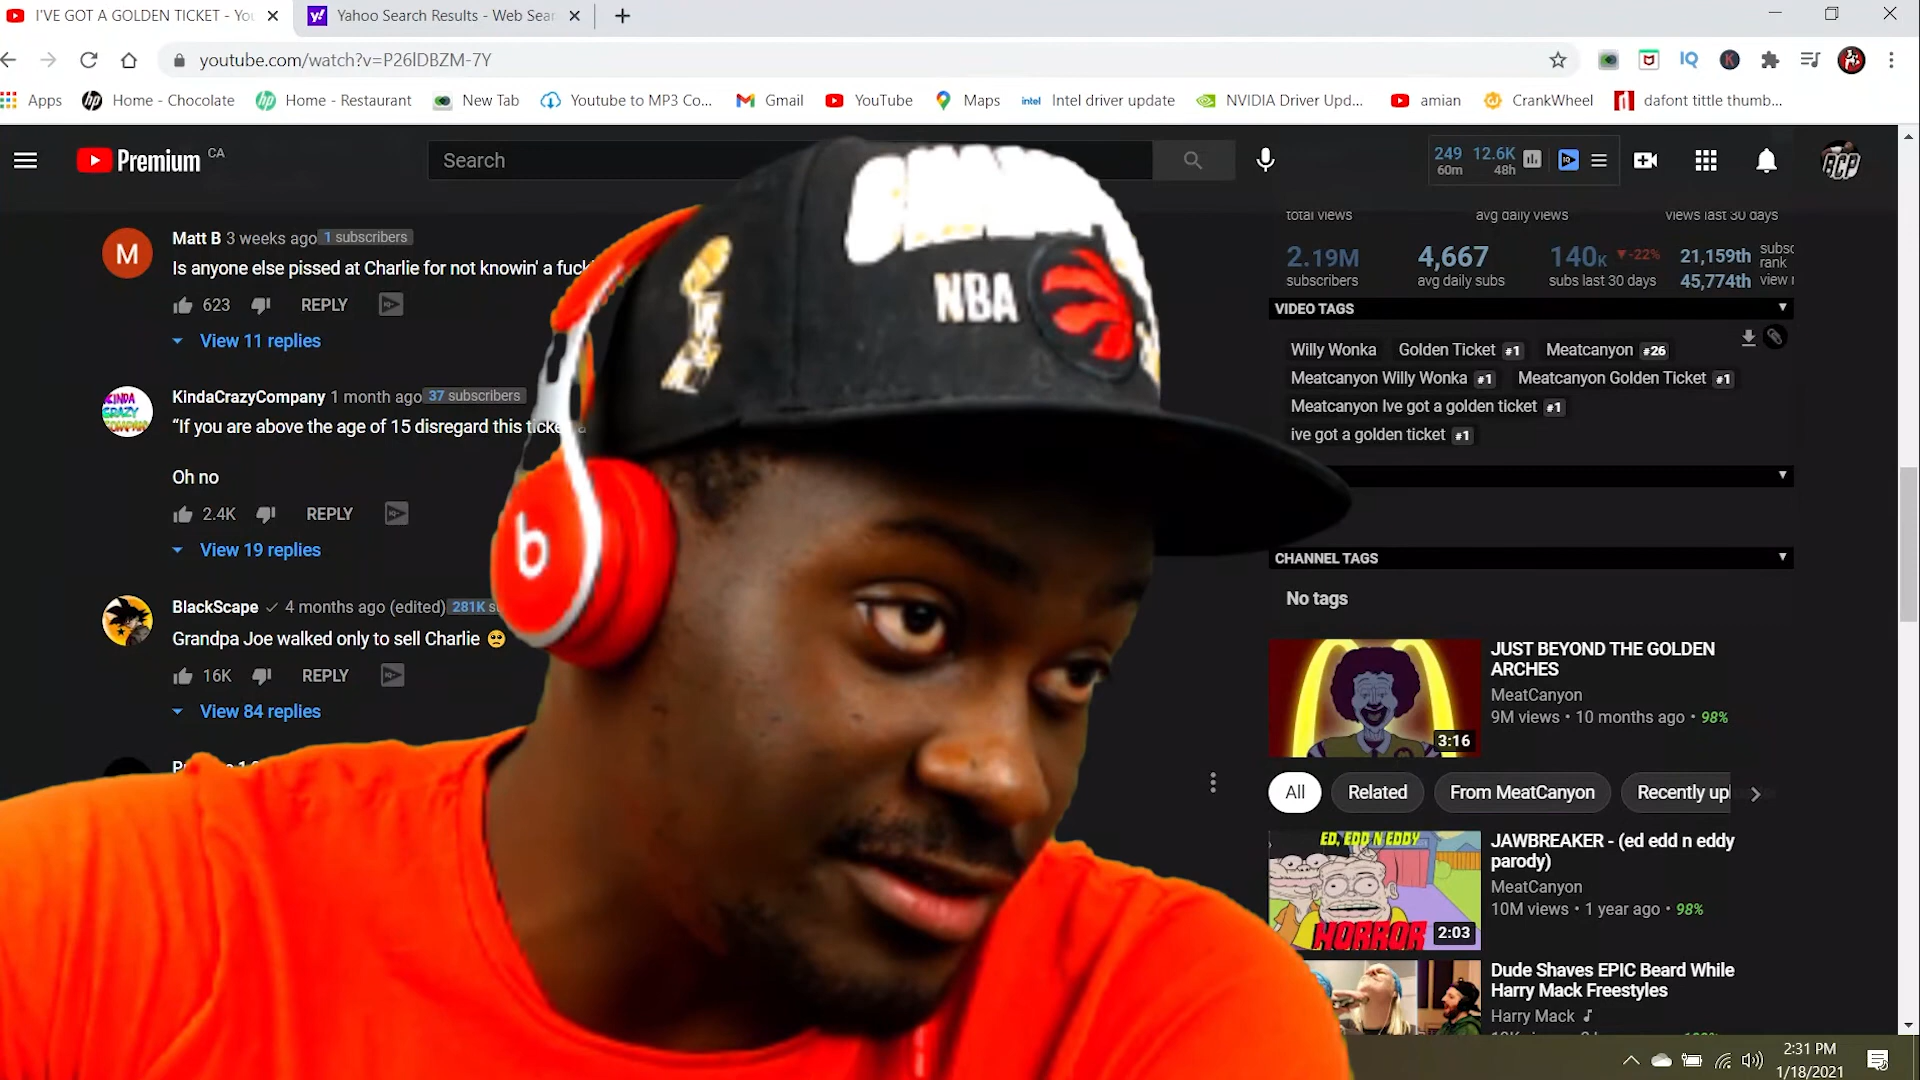 I'VE GOT A GOLDEN TICKET - You
Yahoo Search Results - Web Sear
youtube.com/watch?v=P26lDBZM-7Y
IQ
K
Apps
Home - Chocolate
Home - Restaurant
New Tab
Youtube to MP3 Co...
Gmail
YouTube
Maps
intel
Intel driver update
NVIDIA Driver Upd...
amian
CrankWheel
dafont tittle thumb...
Premium
CA
Search
249
60m
12.6K
48h
BCP
total views
avg daily views
views last 30 days
2.19M
subscribers
4,667
avg daily subs
140K
-22%
subs last 30 days
21,159th
rank
45,774th
view
VIDEO TAGS
Willy Wonka
Golden Ticket #1
Meatcanyon #26
Meatcanyon Willy Wonka #1
Meatcanyon Golden Ticket #1
Meatcanyon Ive got a golden ticket #1
ive got a golden ticket #1
CHANNEL TAGS
No tags
M
Matt B 3 weeks ago 1 subscribers
Is anyone else pissed at Charlie for not knowin' a fuck
623
REPLY
View 11 replies
KINDA
CRAZY
COMPANY
KindaCrazyCompany 1 month ago 37 subscribers
“If you are above the age of 15 disregard this ticke
Oh no
2.4K
REPLY
View 19 replies
BlackScape 4 months ago (edited) 281K
Grandpa Joe walked only to sell Charlie
16K
REPLY
View 84 replies
NBA
b
JUST BEYOND THE GOLDEN
ARCHES
MeatCanyon
9M views • 10 months ago • 98%
3:16
All
Related
From MeatCanyon
Recently upl
ED, EDD N EDDY
HORROR
2:03
JAWBREAKER - (ed edd n eddy
parody)
MeatCanyon
10M views • 1 year ago • 98%
Dude Shaves EPIC Beard While
Harry Mack Freestyles
Harry Mack
2:31 PM
1/18/2021